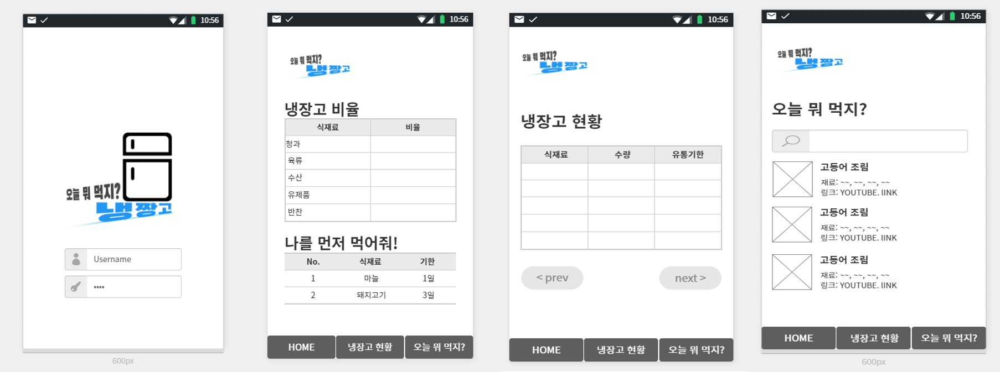 10:56
오늘 뭐 먹지?
냉짱고
Username
••••
600px
10:56
오늘 뭐 먹지?
냉짱고
냉장고 비율
식재료 비율
청과
육류
수산
유제품
반찬
나를 먼저 먹어줘!
No. 식재료 기한
1 마늘 1일
2 돼지고기 3일
HOME 냉장고 현황 오늘 뭐 먹지?
10:56
오늘 뭐 먹지?
냉짱고
냉장고 현황
식재료 수량 유통기한
< prev next >
HOME 냉장고 현황 오늘 뭐 먹지?
10:56
오늘 뭐 먹지?
냉짱고
오늘 뭐 먹지?
고등어 조림
재료: ~~, ~~, ~~, ~~
링크: YOUTUBE. lINK
고등어 조림
재료: ~~, ~~, ~~, ~~
링크: YOUTUBE. lINK
고등어 조림
재료: ~~, ~~, ~~, ~~
링크: YOUTUBE. lINK
HOME 냉장고 현황 오늘 뭐 먹지?
600px